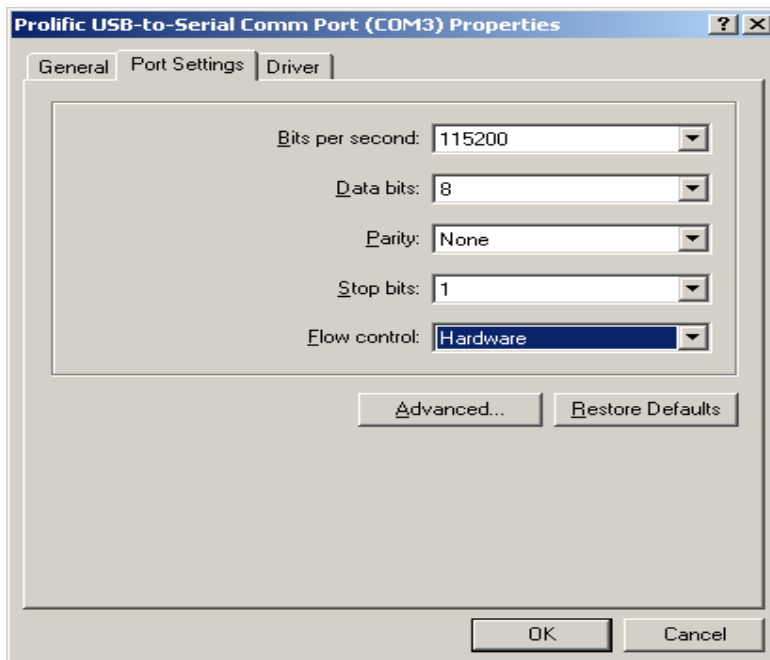 Prolific USB-to-Serial Comm Port (COM3) Properties
General Port Settings Driver
Bits per second: 115200
Data bits: 8
Parity: None
Stop bits: 1
Flow control: Hardware
Advanced... Restore Defaults
OK Cancel